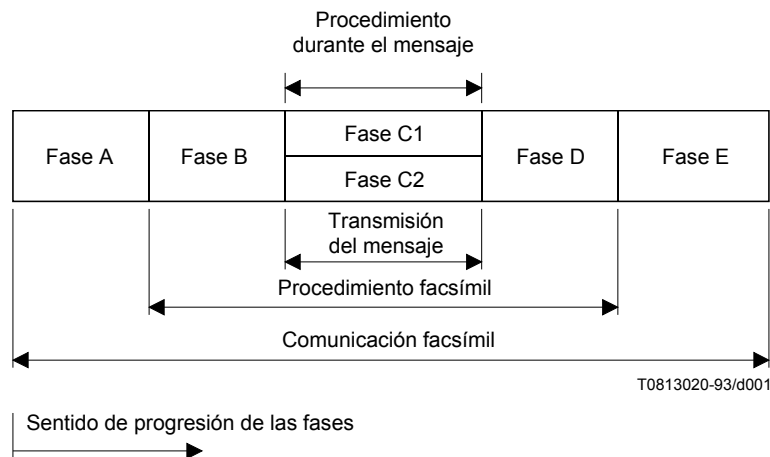 Procedimiento
durante el mensaje
Fase A
Fase B
Fase C1
Fase C2
Fase D
Fase E
Transmisión
del mensaje
Procedimiento facsímil
Comunicación facsímil
T0813020-93/d001
Sentido de progresión de las fases